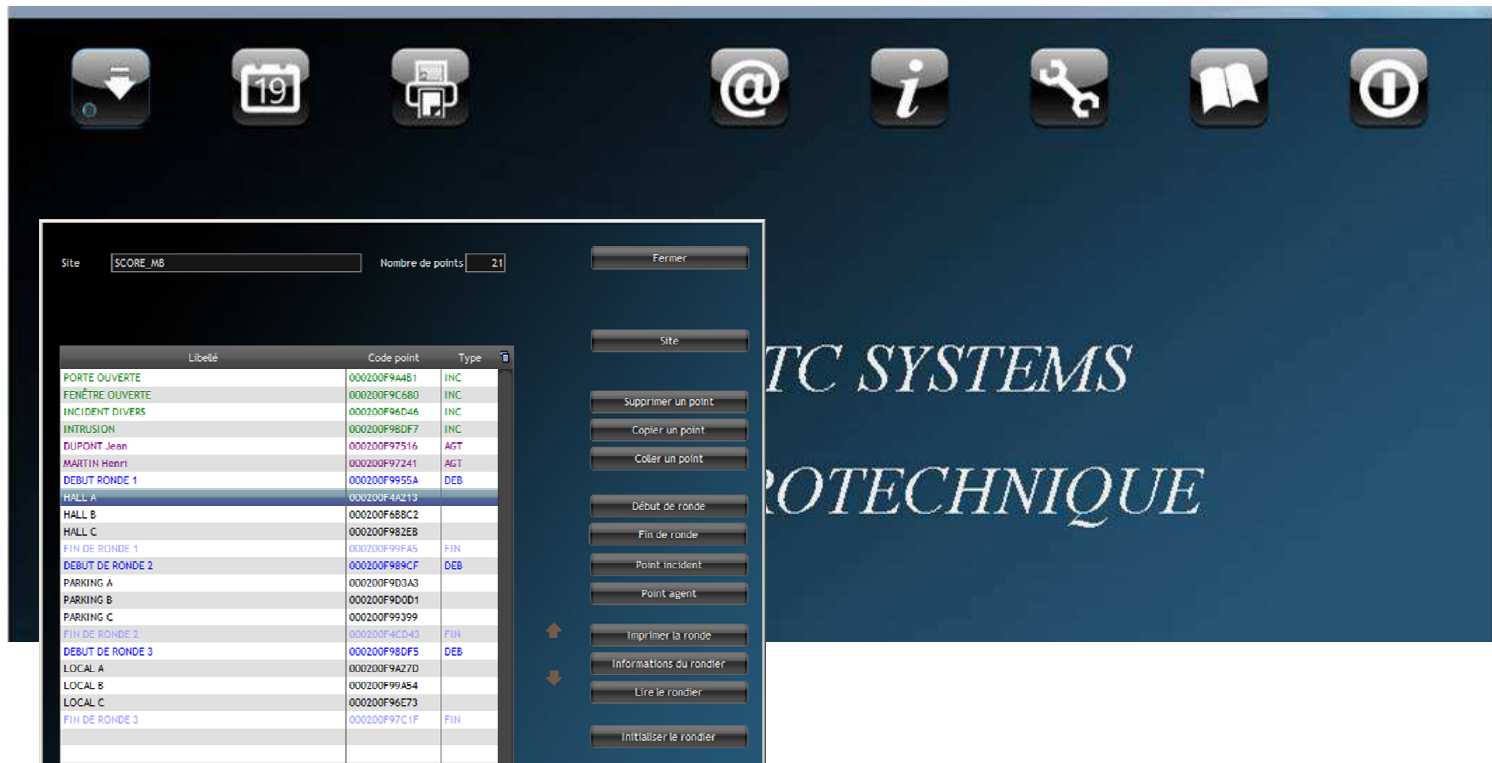 19
@
i
Site SCORE_MB Nombre de points 21 Fermer
TC SYSTEMS
Site
Libellé Code point Type
PORTE OUVERTE 000200F9A4B1 INC
FENÊTRE OUVERTE 000200F9C680 INC
Supprimer un point
INCIDENT DIVERS 000200F96D46 INC
INTRUSION 000200F9BDF7 INC
Copier un point
DUPONT Jean 000200F97516 AGT
MARTIN Henri 000200F97241 AGT
Coller un point
DEBUT RONDE 1 000200F9955A DEB
HALL A 000200F4A213
OTECHNIQUE
HALL B 000200F6B8C2
Début de ronde
HALL C 000200F982EB
Fin de ronde
FIN DE RONDE 1 000200F99FA5 FIN
DEBUT DE RONDE 2 000200F989CF DEB
Point incident
PARKING A 000200F9D3A3
PARKING B 000200F9D0D1
Point agent
PARKING C 000200F99399
FIN DE RONDE 2 000200F4CD43 FIN
Imprimer la ronde
DEBUT DE RONDE 3 000200F98DF5 DEB
LOCAL A 000200F9A27D
Informations du rondier
LOCAL B 000200F99A54
Lire le rondier
LOCAL C 000200F96E73
FIN DE RONDE 3 000200F97C1F FIN
Initialiser le rondier